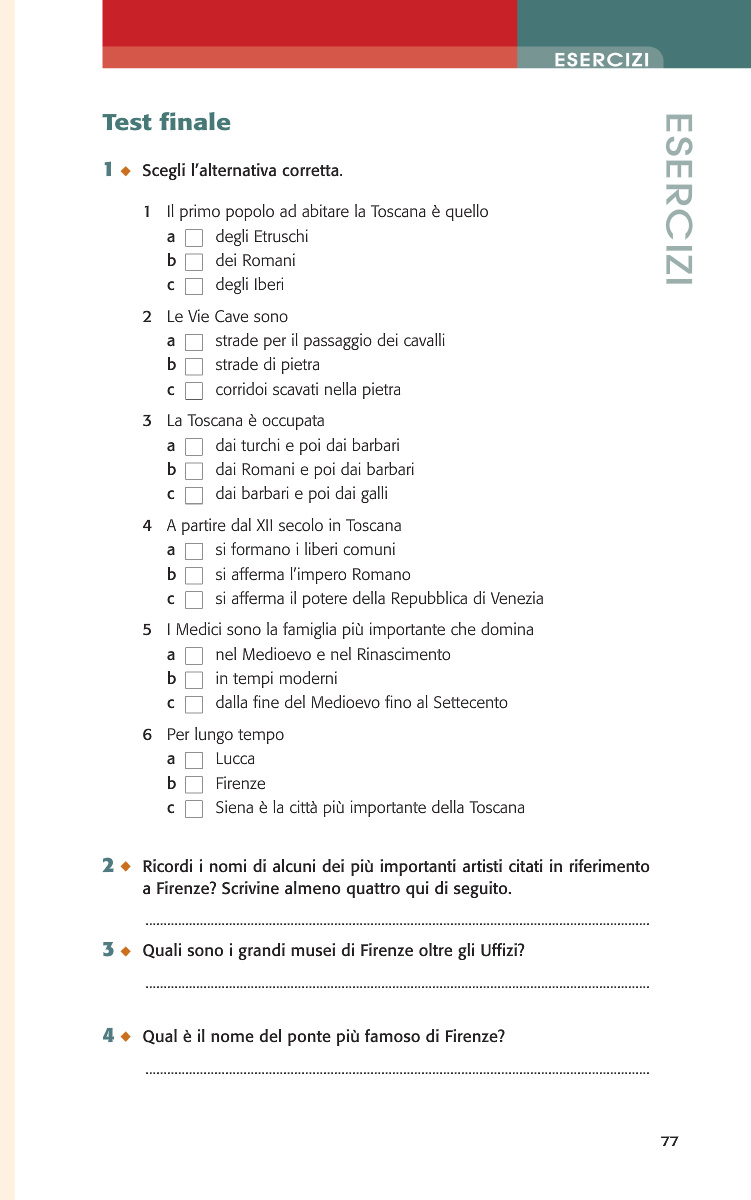 ESERCIZI
ESERCIZI
Test finale
1 ◆ Scegli l'alternativa corretta.
1 Il primo popolo ad abitare la Toscana è quello
a □ degli Etruschi
b □ dei Romani
c □ degli Iberi
2 Le Vie Cave sono
a □ strade per il passaggio dei cavalli
b □ strade di pietra
c □ corridoi scavati nella pietra
3 La Toscana è occupata
a □ dai turchi e poi dai barbari
b □ dai Romani e poi dai barbari
c □ dai barbari e poi dai galli
4 A partire dal XII secolo in Toscana
a □ si formano i liberi comuni
b □ si afferma l'impero Romano
c □ si afferma il potere della Repubblica di Venezia
5 I Medici sono la famiglia più importante che domina
a □ nel Medioevo e nel Rinascimento
b □ in tempi moderni
c □ dalla fine del Medioevo fino al Settecento
6 Per lungo tempo
a □ Lucca
b □ Firenze
c □ Siena è la città più importante della Toscana
2 ◆ Ricordi i nomi di alcuni dei più importanti artisti citati in riferimento
a Firenze? Scrivine almeno quattro qui di seguito.
3 ◆ Quali sono i grandi musei di Firenze oltre gli Uffizi?
4 ◆ Qual è il nome del ponte più famoso di Firenze?
77